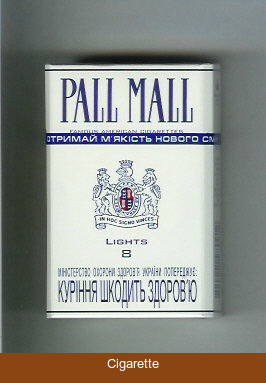 PALL MALL
FAMOUS AMERICAN CIGARETTES
ОТРИМАЙ М'ЯКІСТЬ НОВОГО СМ
IN HOC SIGNO VINCES
LIGHTS
8
МІНІСТЕРСТВО ОХОРОНИ ЗДОРОВ'Я УКРАЇНИ ПОПЕРЕДЖУЄ:
КУРІННЯ ШКОДИТЬ ЗДОРОВ'Ю
Cigarette